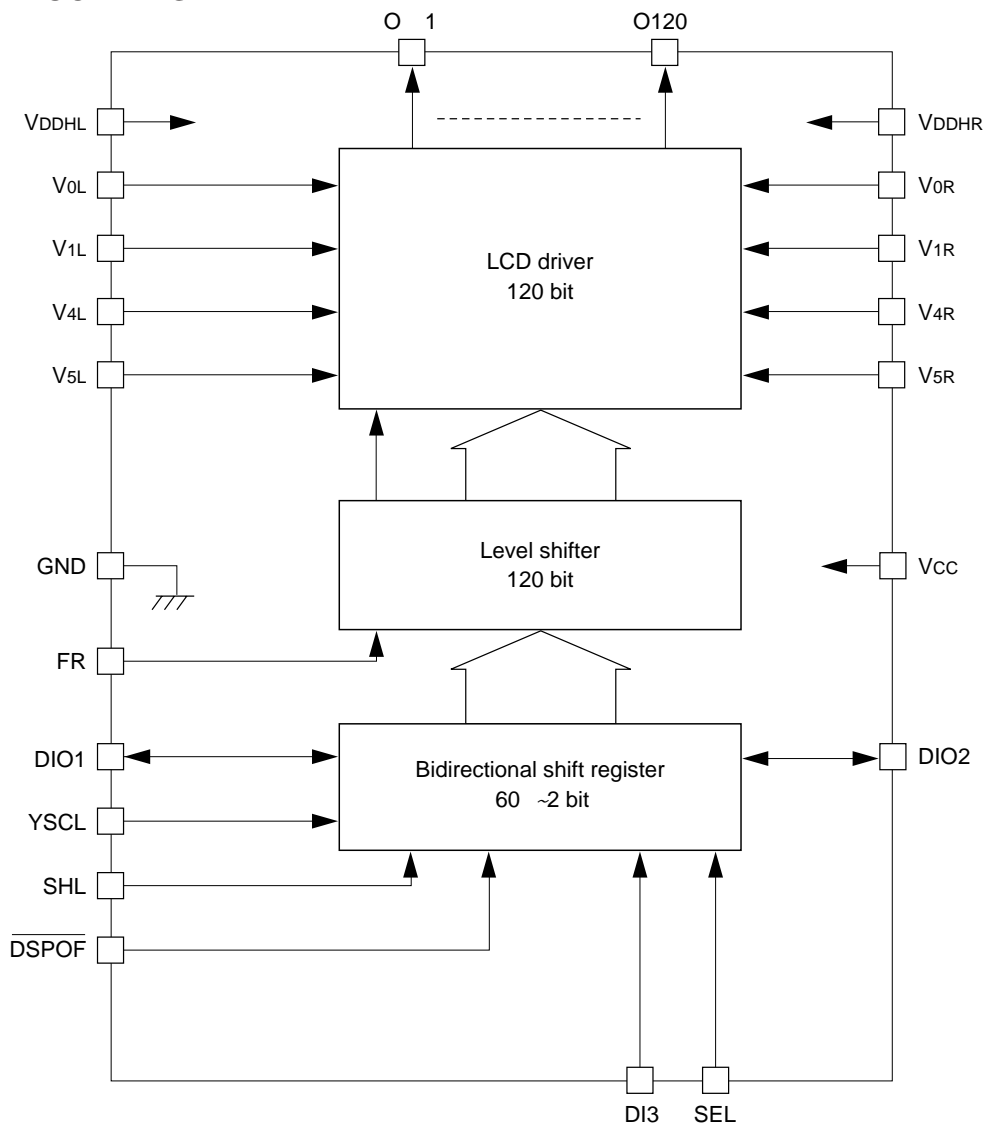 O 1 O120
VDDHL VDDHR
V0L V0R
V1L V1R
LCD driver
120 bit
V4L V4R
V5L V5R
Level shifter
120 bit
GND VCC
FR
DIO1 DIO2
Bidirectional shift register
60 ~2 bit
YSCL
SHL
DSPOF
DI3 SEL